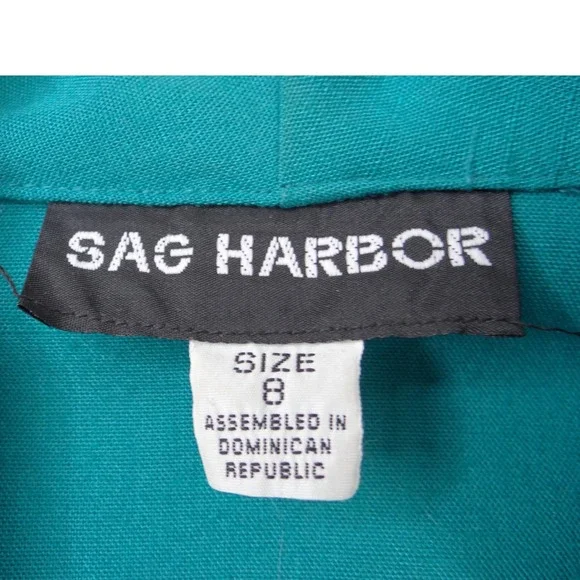 SAG HARBOR
SIZE
8
ASSEMBLED IN
DOMINICAN
REPUBLIC